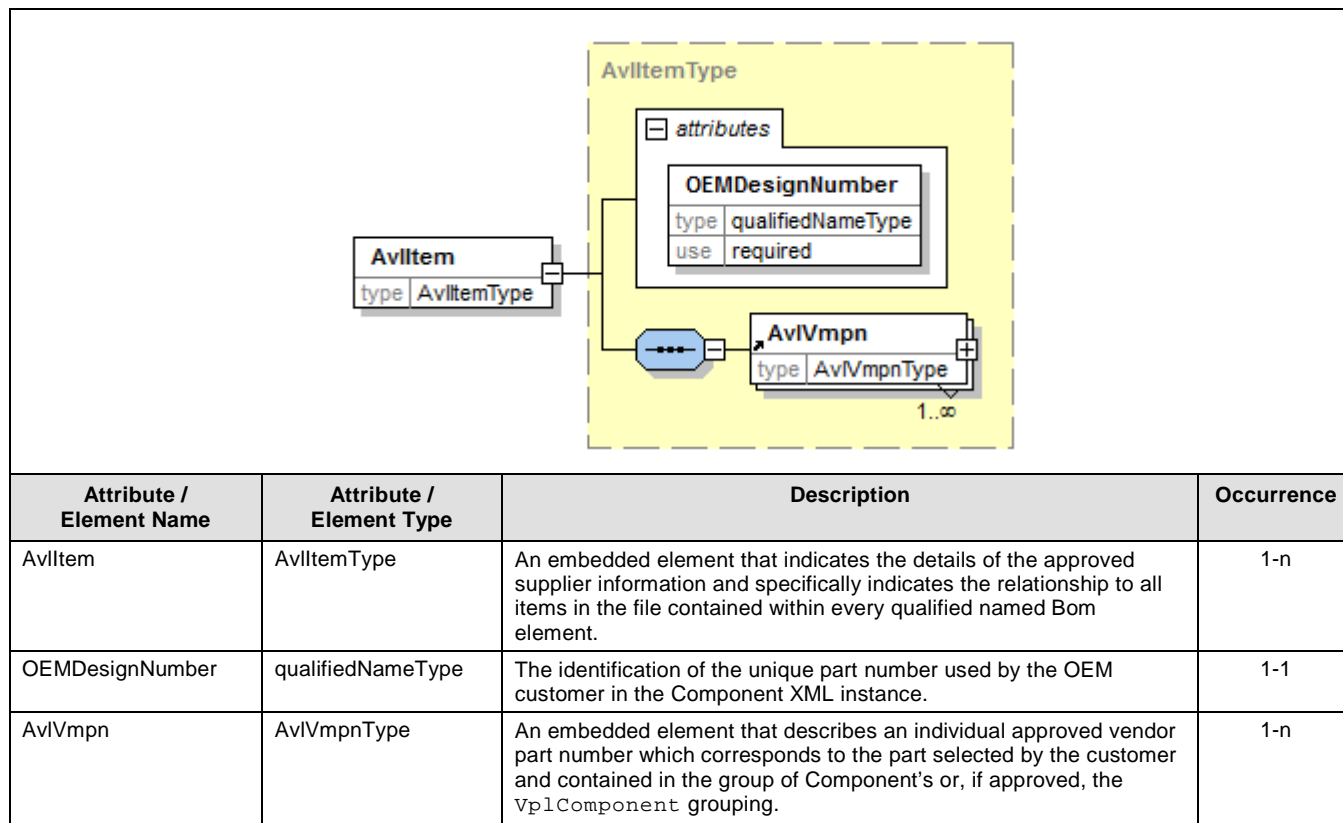 AvlItemType
attributes
OEMDesignNumber
type qualifiedNameType
use required
AvlItem
type AvlItemType
AvlVmpn
type AvlVmpnType
1..∞
Attribute / Element Name Attribute / Element Type Description Occurrence
AvlItem AvlItemType An embedded element that indicates the details of the approved 1-n
supplier information and specifically indicates the relationship to all
items in the file contained within every qualified named Bom
element.
OEMDesignNumber qualifiedNameType The identification of the unique part number used by the OEM 1-1
customer in the Component XML instance.
AvlVmpn AvlVmpnType An embedded element that describes an individual approved vendor 1-n
part number which corresponds to the part selected by the customer
and contained in the group of Component's or, if approved, the
VplComponent grouping.